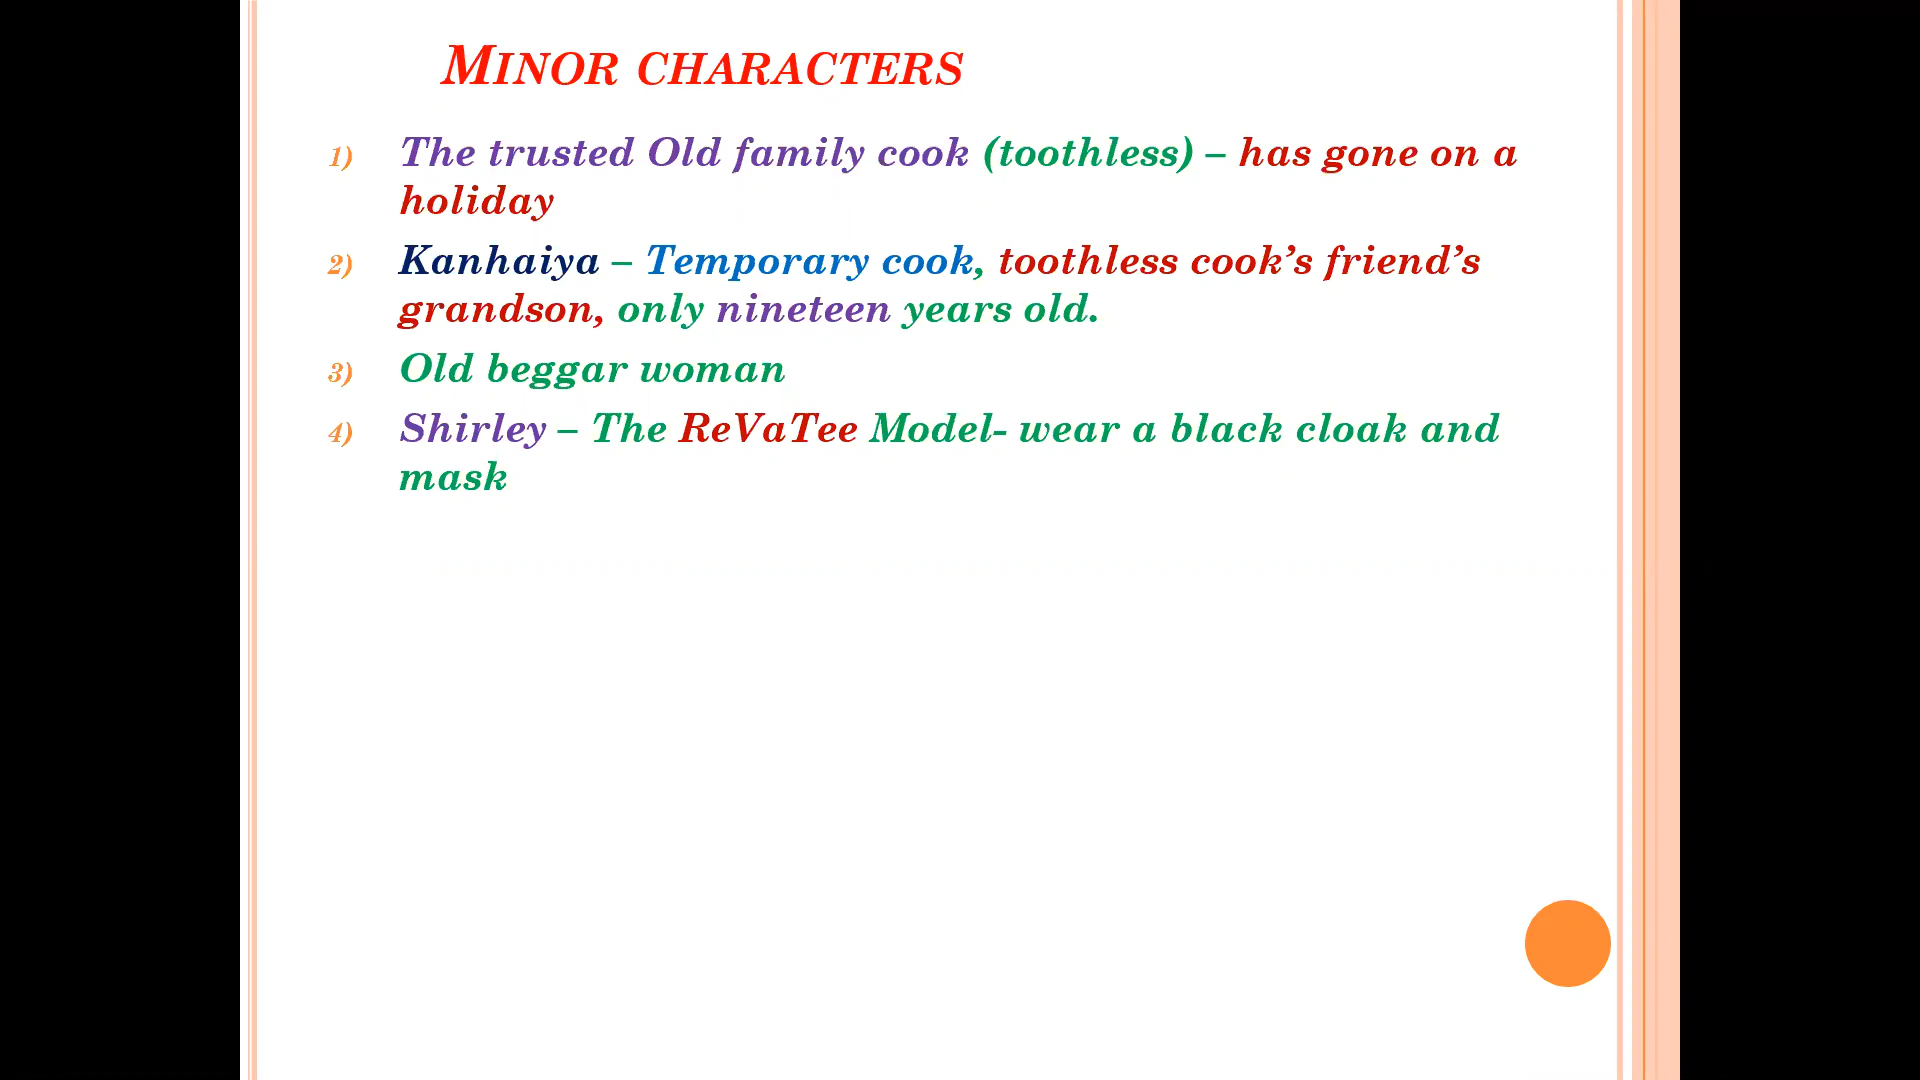 MINOR CHARACTERS
1) The trusted Old family cook (toothless) – has gone on a
holiday
2) Kanhaiya – Temporary cook, toothless cook’s friend’s
grandson, only nineteen years old.
3) Old beggar woman
4) Shirley – The ReVaTee Model- wear a black cloak and
mask